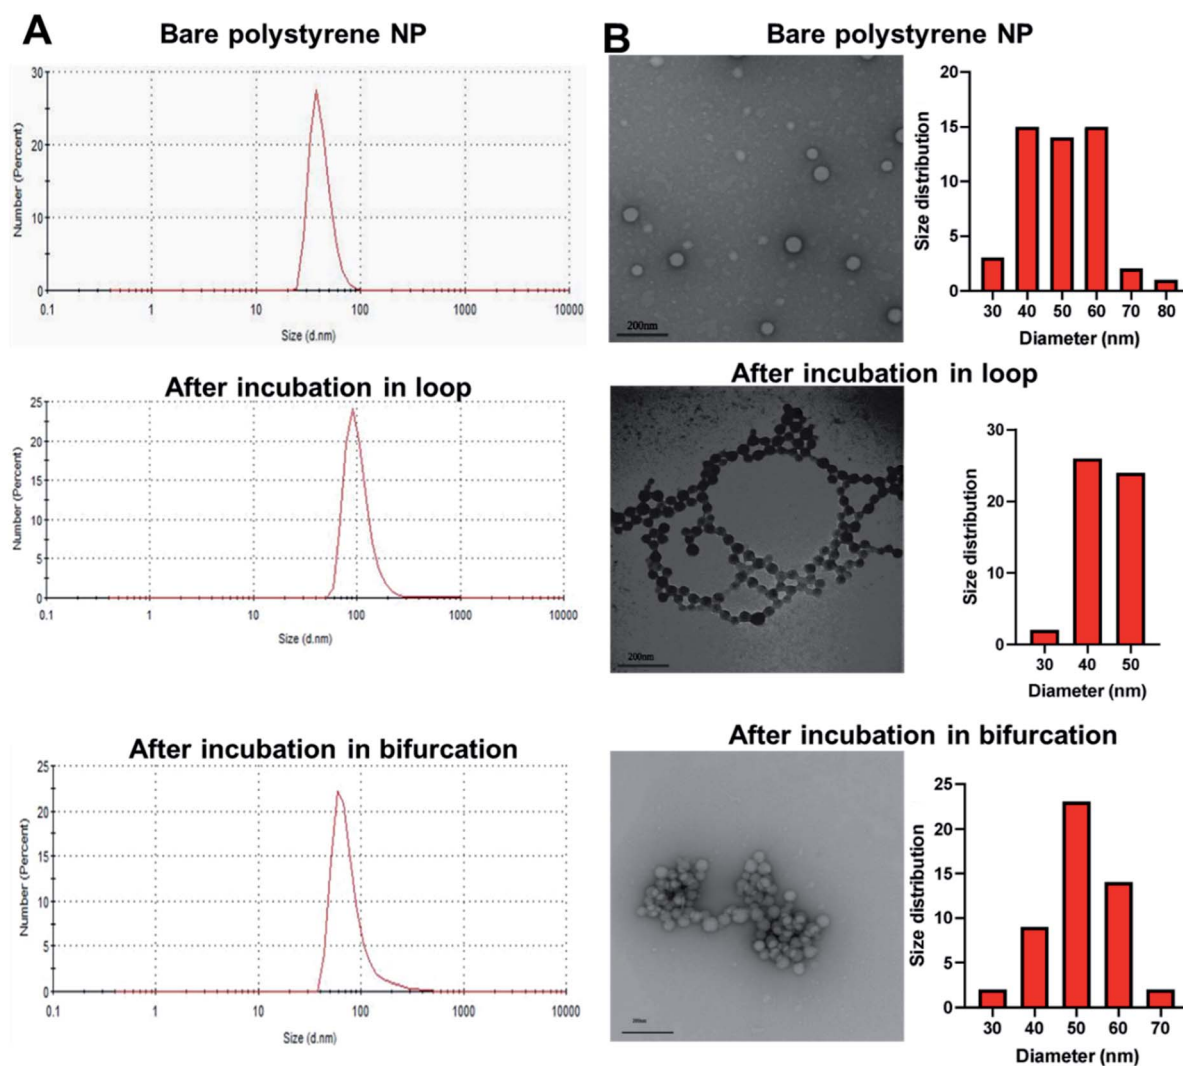 A
Bare polystyrene NP
30
20
10
0
Number (Percent)
0.1 1 10 100 1000 10000
Size (d.nm)
After incubation in loop
25
20
15
10
5
0
Number (Percent)
0.1 1 10 100 1000 10000
Size (d.nm)
After incubation in bifurcation
25
20
15
10
5
0
Number (Percent)
0.1 1 10 100 1000 10000
Size (d.nm)
B
Bare polystyrene NP
200nm
20
15
10
5
0
Size distribution
30 40 50 60 70 80
Diameter (nm)
After incubation in loop
200nm
30
20
10
0
Size distribution
30 40 50
Diameter (nm)
After incubation in bifurcation
200nm
25
20
15
10
5
0
Size distribution
30 40 50 60 70
Diameter (nm)